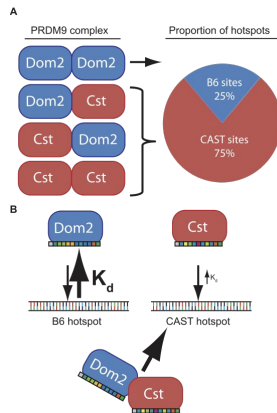 A
PRDM9 complex
Proportion of hotspots
Dom2 Dom2
Dom2 Cst
Cst Dom2
Cst Cst
B6 sites
25%
CAST sites
75%
B
Dom2
Cst
Kd
Kd
B6 hotspot
CAST hotspot
Dom2
Cst